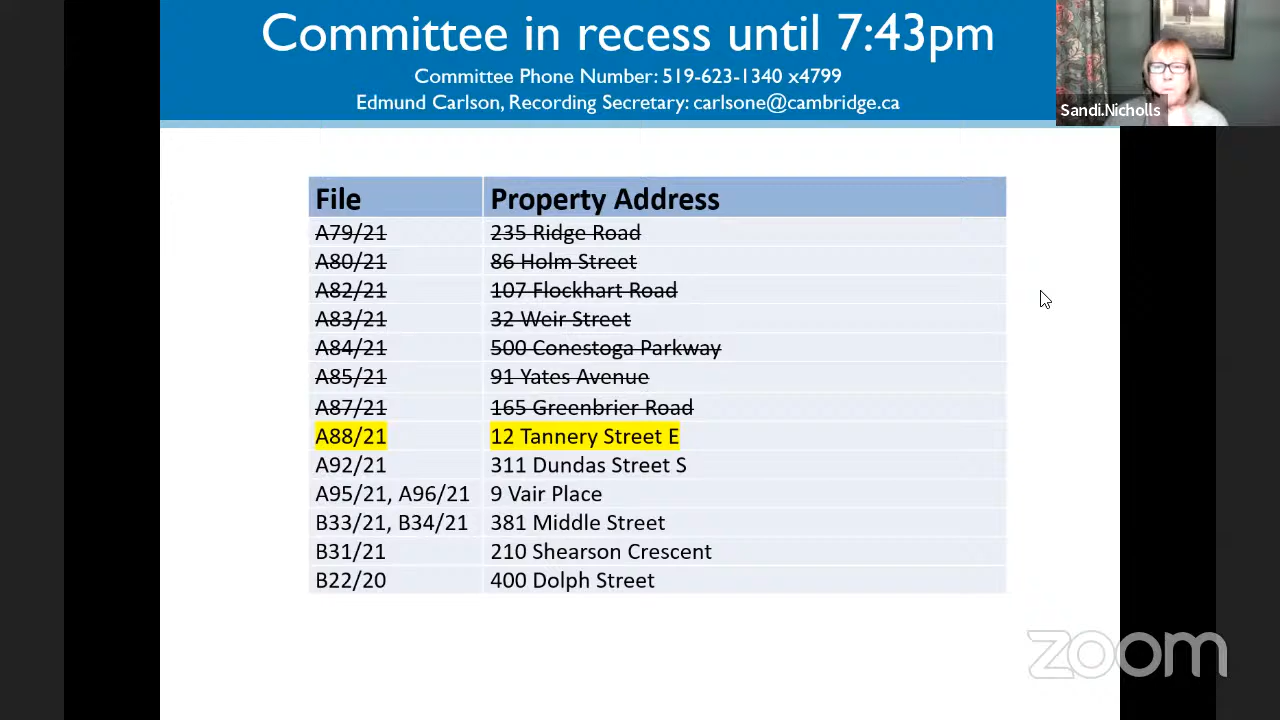 Committee in recess until 7:43pm
Committee Phone Number: 519-623-1340 x4799
Edmund Carlson, Recording Secretary: carlsone@cambridge.ca
Sandi.Nicholls
File Property Address
A79/21 235 Ridge Road
A80/21 86 Holm Street
A82/21 107 Flockhart Road
A83/21 32 Weir Street
A84/21 500 Conestoga Parkway
A85/21 91 Yates Avenue
A87/21 165 Greenbrier Road
A88/21 12 Tannery Street E
A92/21 311 Dundas Street S
A95/21, A96/21 9 Vair Place
B33/21, B34/21 381 Middle Street
B31/21 210 Shearson Crescent
B22/20 400 Dolph Street
zoom